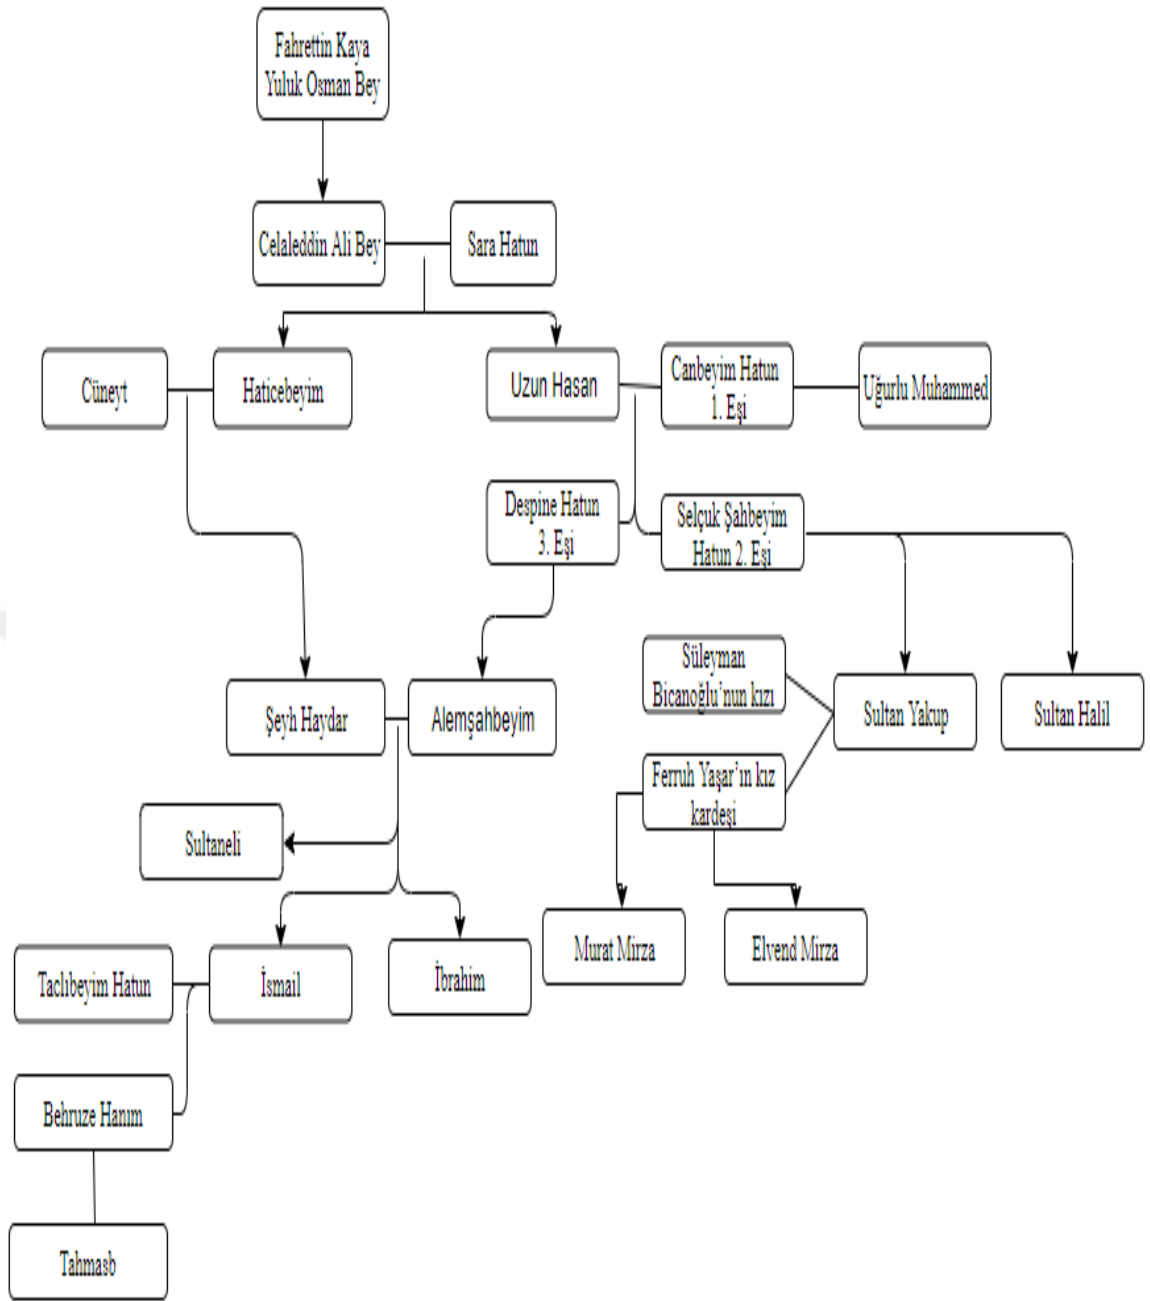 Fahrettin Kaya
Yuluk Osman Bey
Celaleddin Ali Bey
Sara Hatun
Cüneyt
Haticebeyim
Uzun Hasan
Canbeyim Hatun
1. Eşi
Uğurlu Muhammed
Despine Hatun
3. Eşi
Selçuk Şahbeyim
Hatun 2. Eşi
Süleyman
Bicanoğlu’nun kızı
Şeyh Haydar
Alemşahbeyim
Sultan Yakup
Sultan Halil
Ferruh Yaşar’ın kız
kardeşi
Sultaneli
Murat Mirza
Elvend Mirza
Taclıbeyim Hatun
İsmail
İbrahim
Behruze Hanım
Tahmasb